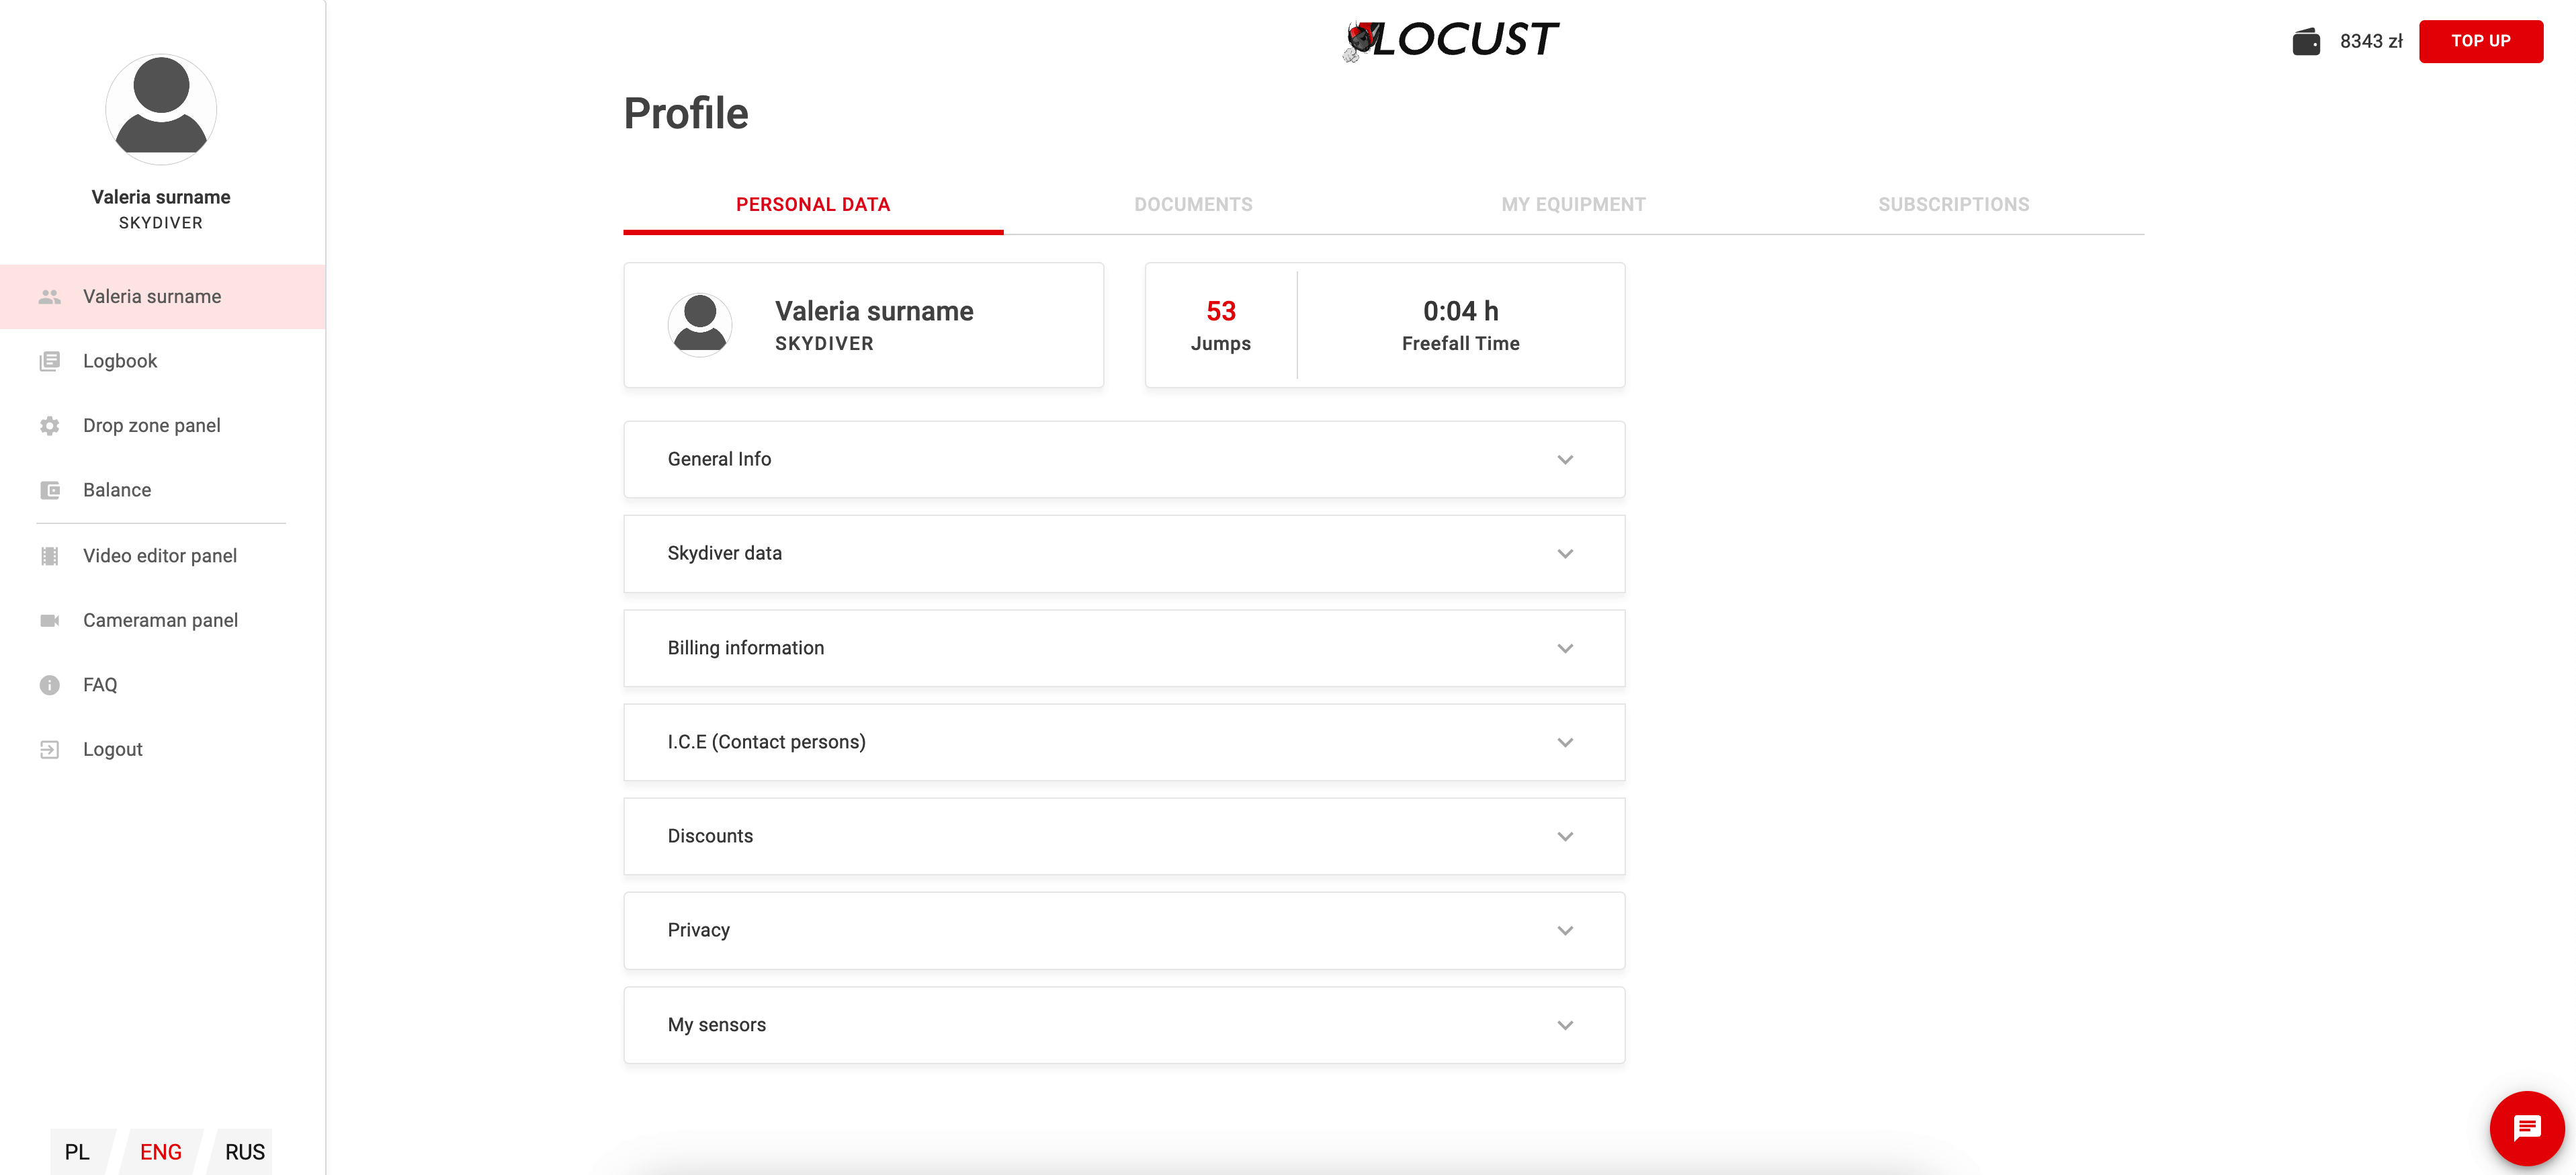 Valeria surname
SKYDIVER
Valeria surname
Logbook
Drop zone panel
Balance
Video editor panel
Cameraman panel
FAQ
Logout
PL
ENG
RUS
LOCUST
8343 zł
TOP UP
Profile
PERSONAL DATA
DOCUMENTS
MY EQUIPMENT
SUBSCRIPTIONS
Valeria surname
SKYDIVER
53
Jumps
0:04 h
Freefall Time
General Info
Skydiver data
Billing information
I.C.E (Contact persons)
Discounts
Privacy
My sensors